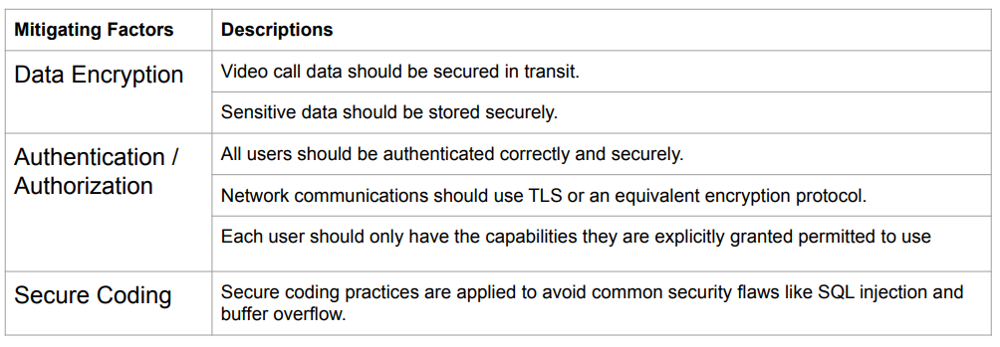 Mitigating Factors
Descriptions
Data Encryption
Video call data should be secured in transit.
Sensitive data should be stored securely.
Authentication /
Authorization
All users should be authenticated correctly and securely.
Network communications should use TLS or an equivalent encryption protocol.
Each user should only have the capabilities they are explicitly granted permitted to use
Secure Coding
Secure coding practices are applied to avoid common security flaws like SQL injection and
buffer overflow.